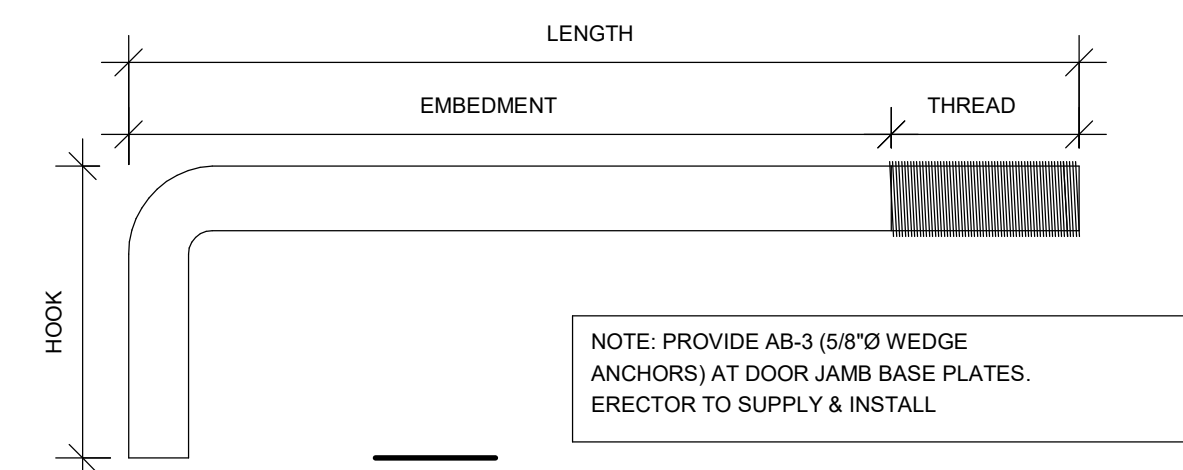 LENGTH
EMBEDMENT
THREAD
HOOK
NOTE: PROVIDE AB-3 (5/8"Ø WEDGE
ANCHORS) AT DOOR JAMB BASE PLATES.
ERECTOR TO SUPPLY & INSTALL